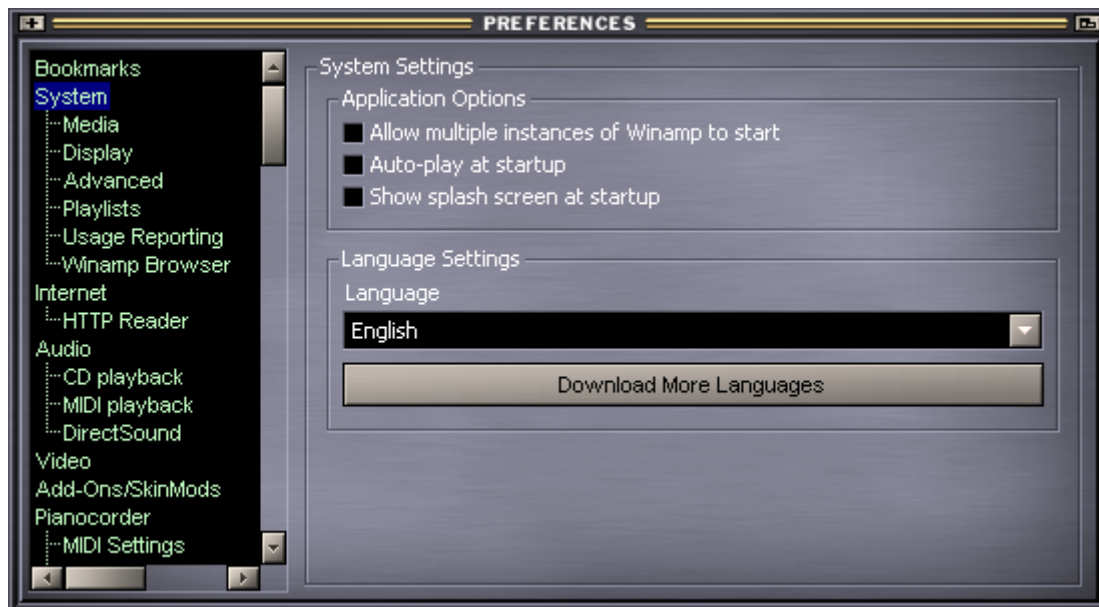 PREFERENCES
Bookmarks
System
Media
Display
Advanced
Playlists
Usage Reporting
Winamp Browser
Internet
HTTP Reader
Audio
CD playback
MIDI playback
DirectSound
Video
Add-Ons/SkinMods
Pianocorder
MIDI Settings
System Settings
Application Options
Allow multiple instances of Winamp to start
Auto-play at startup
Show splash screen at startup
Language Settings
Language
English
Download More Languages